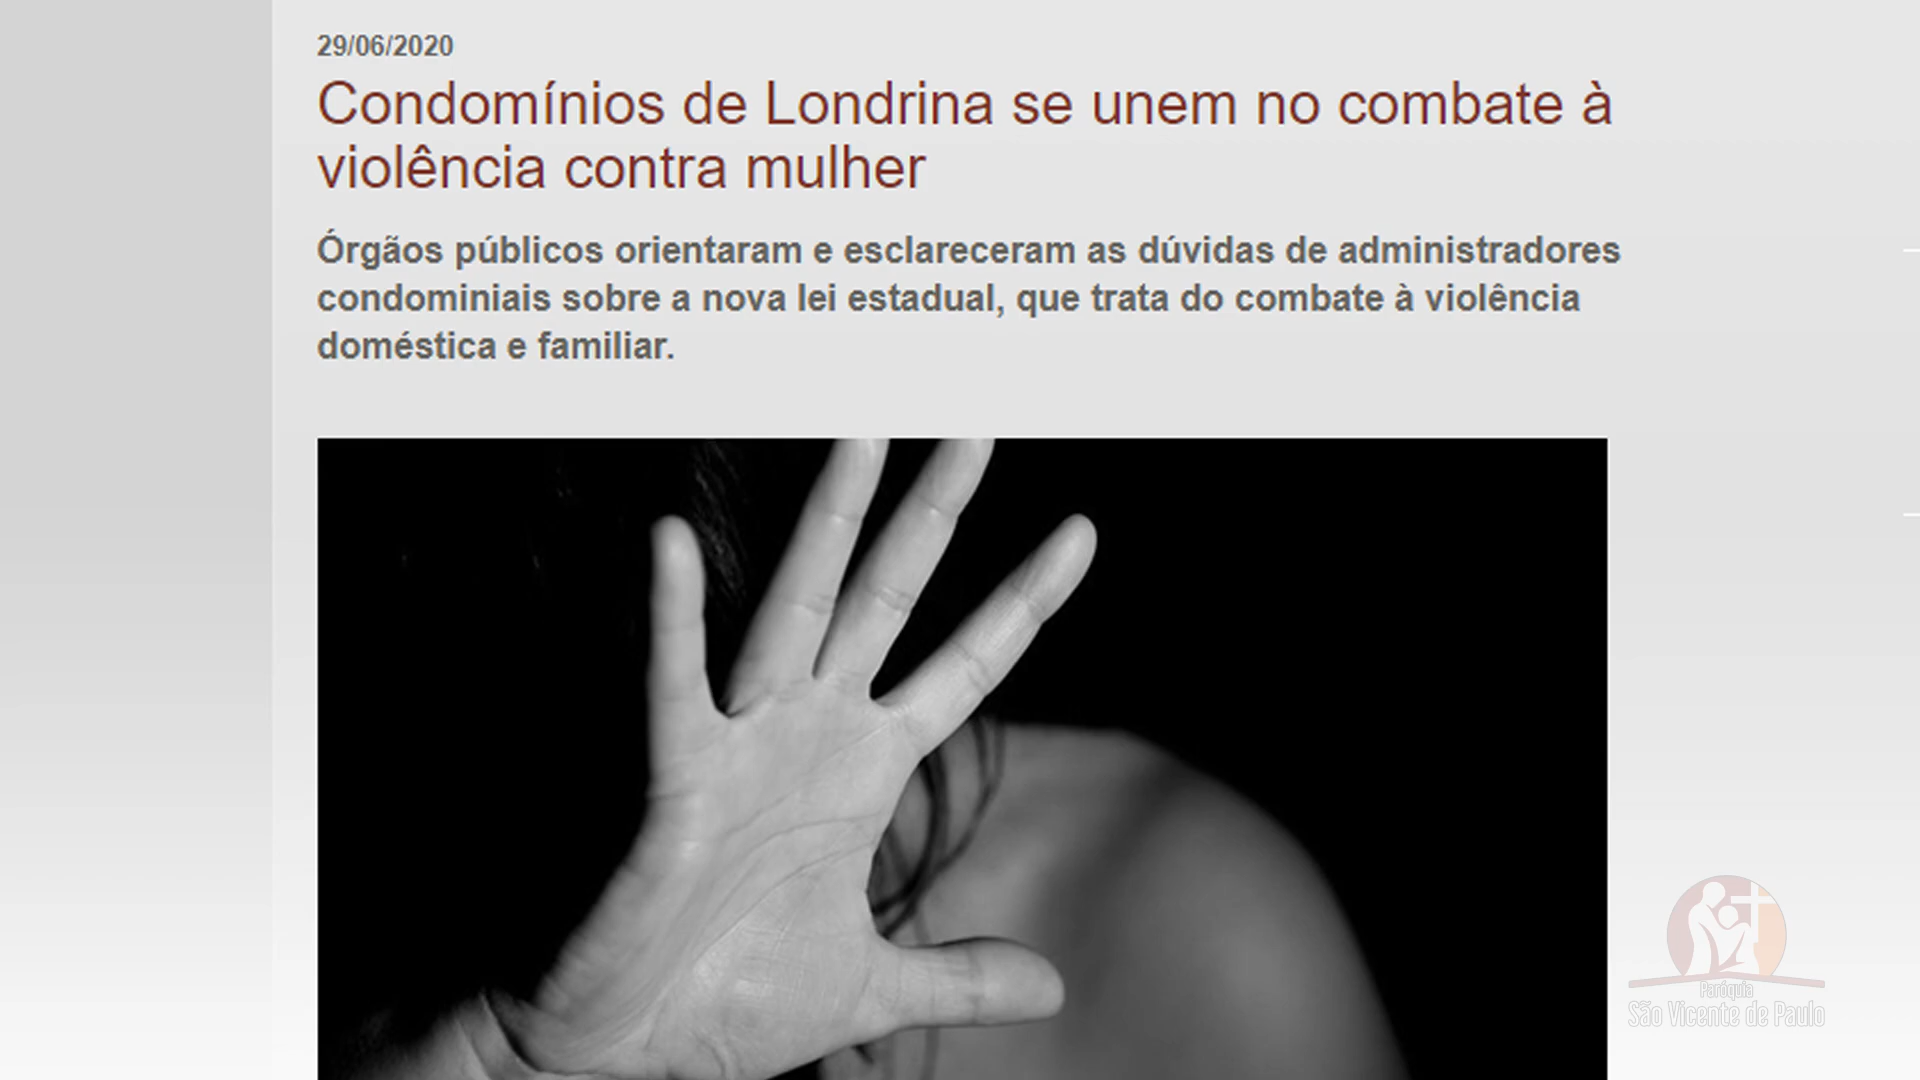 29/06/2020
Condomínios de Londrina se unem no combate à
violência contra mulher
Órgãos públicos orientaram e esclareceram as dúvidas de administradores
condominiais sobre a nova lei estadual, que trata do combate à violência
doméstica e familiar.
Paróquia
São Vicente de Paulo